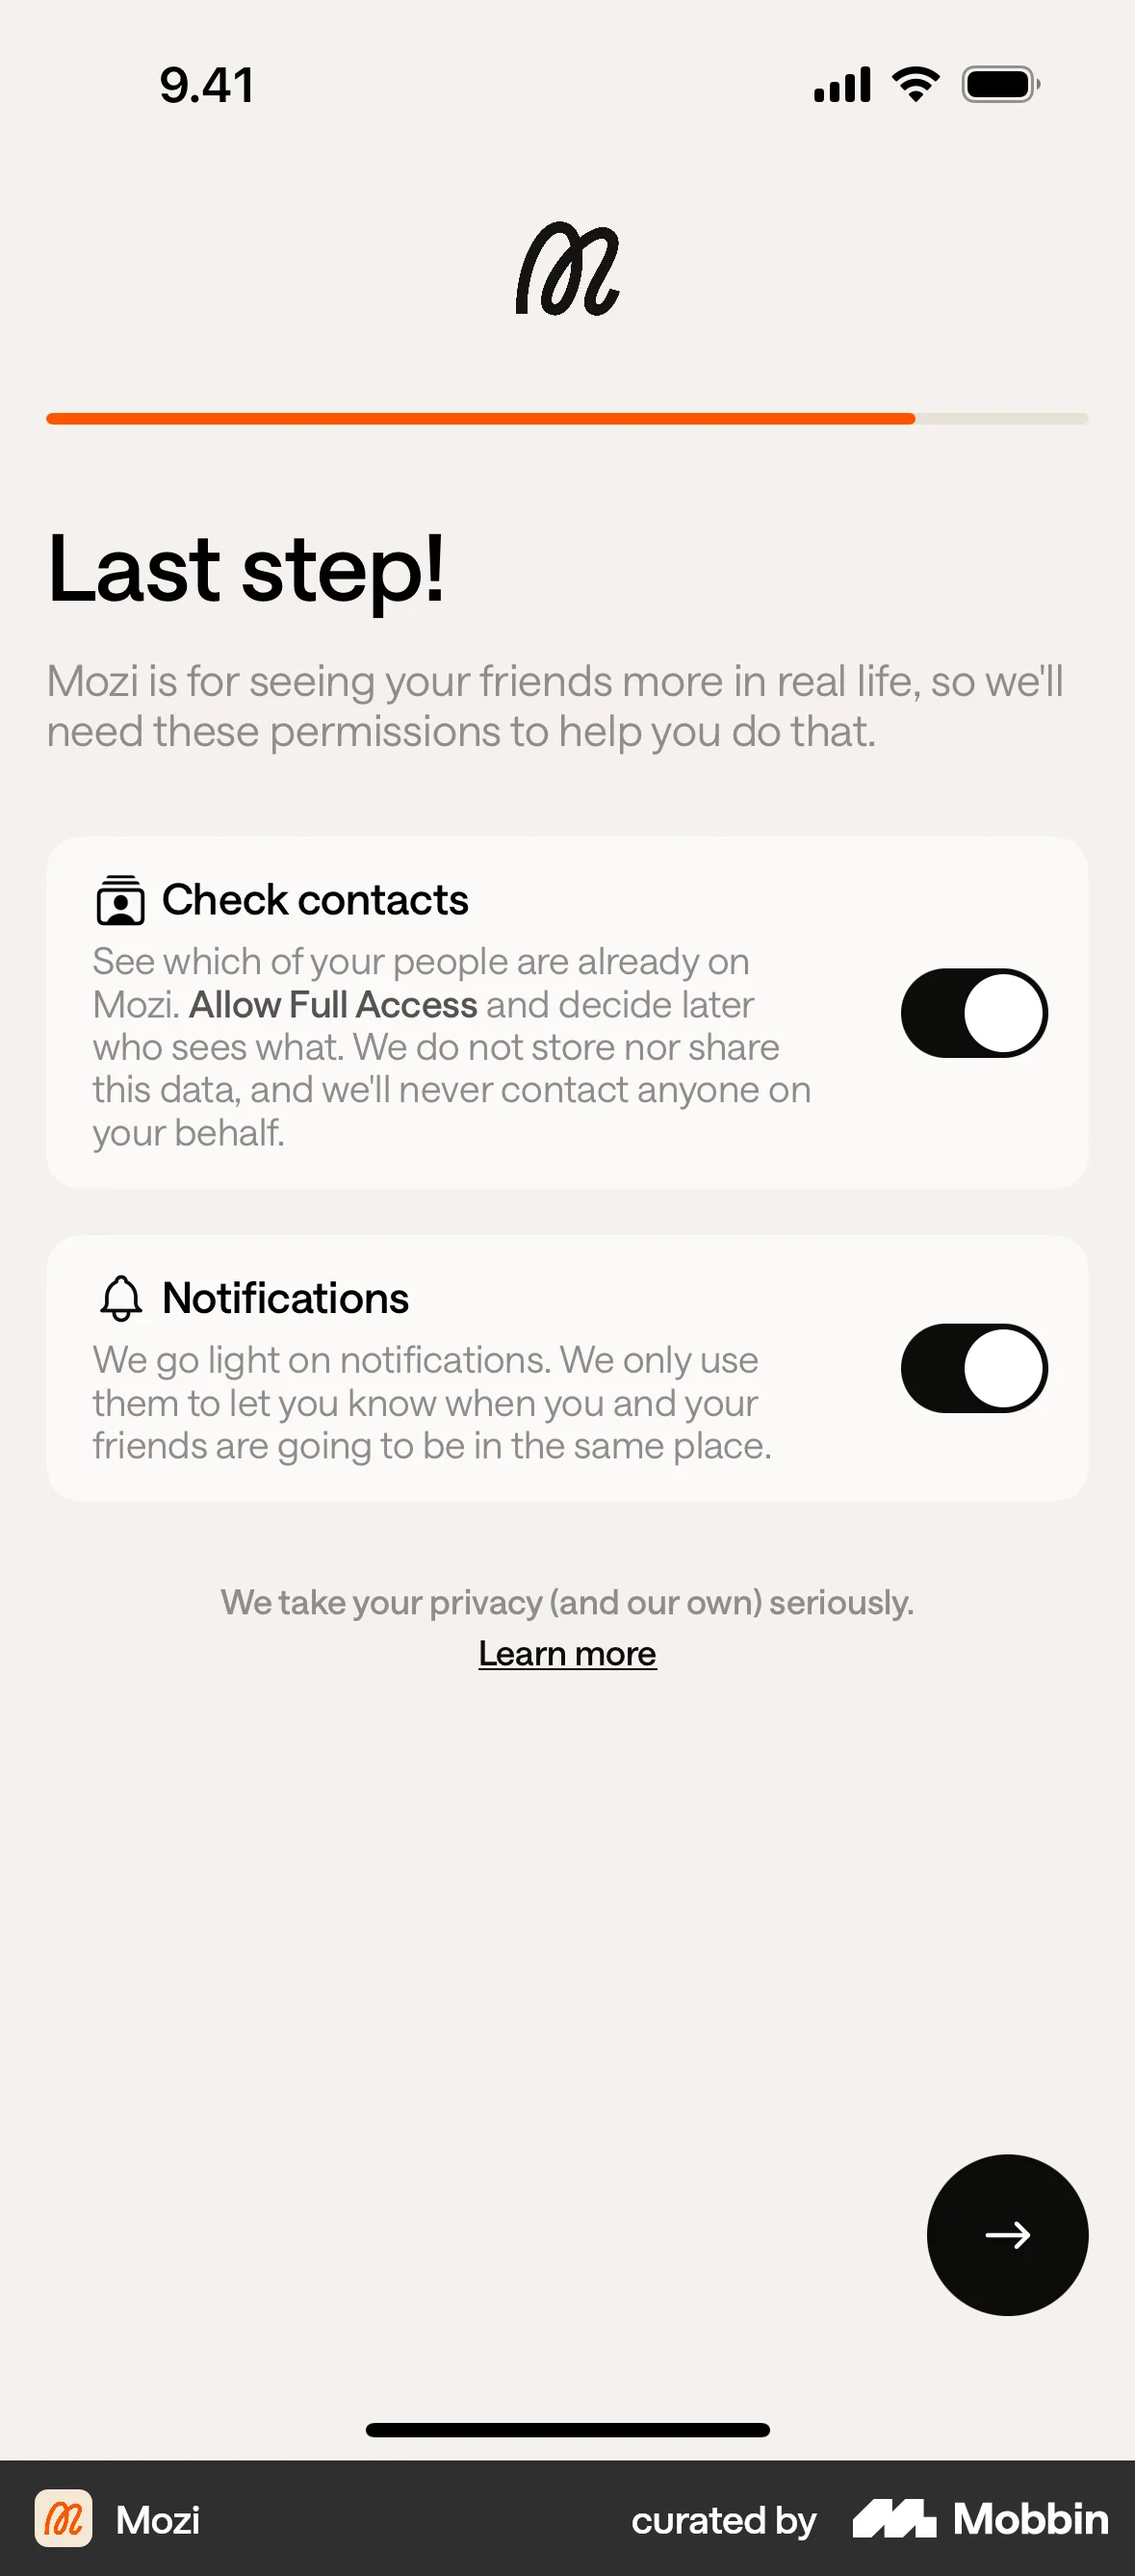 9.41
Last step!
Mozi is for seeing your friends more in real life, so we'll
need these permissions to help you do that.
Check contacts
See which of your people are already on
Mozi. Allow Full Access and decide later
who sees what. We do not store nor share
this data, and we'll never contact anyone on
your behalf.
Notifications
We go light on notifications. We only use
them to let you know when you and your
friends are going to be in the same place.
We take your privacy (and our own) seriously.
Learn more
Mozi
curated by Mobbin